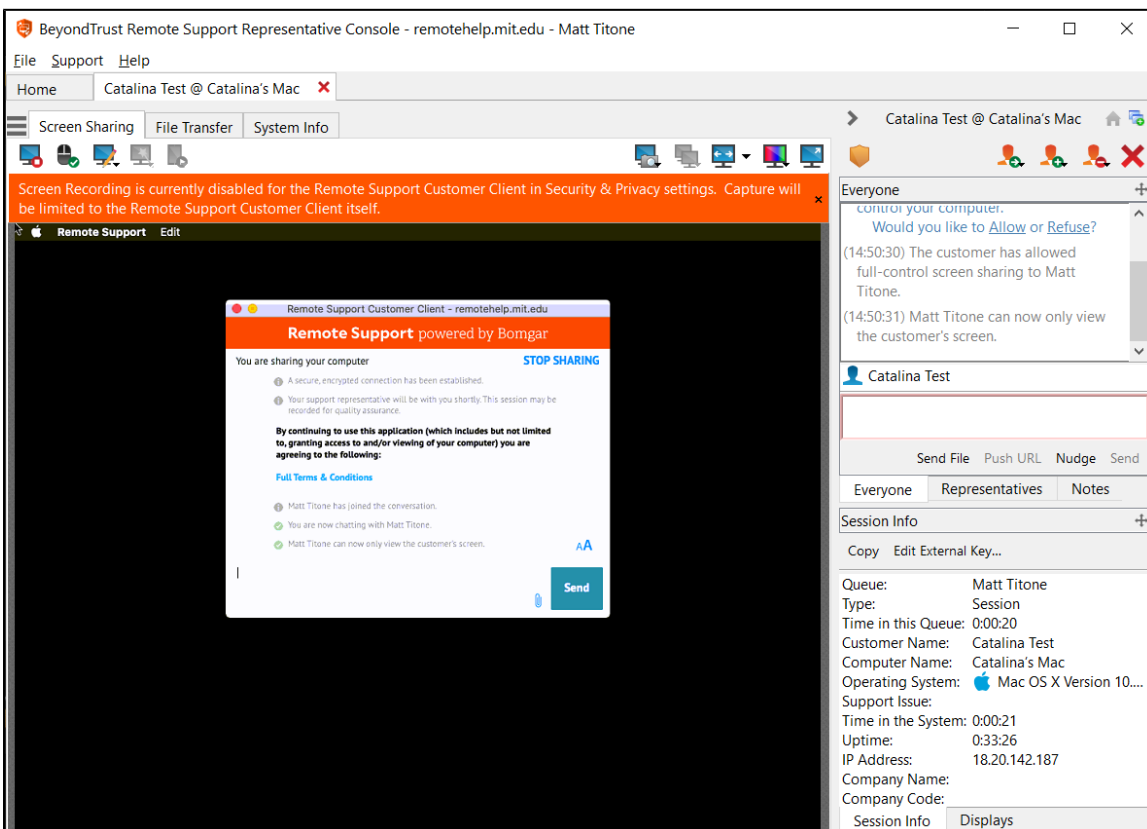 BeyondTrust Remote Support Representative Console - remotehelp.mit.edu - Matt Titone
File Support Help
Home Catalina Test @ Catalina's Mac
Screen Sharing File Transfer System Info
Screen Recording is currently disabled for the Remote Support Customer Client in Security & Privacy settings. Capture will
be limited to the Remote Support Customer Client itself.
Remote Support Edit
Remote Support Customer Client - remotehelp.mit.edu
Remote Support powered by Bomgar
You are sharing your computer STOP SHARING
A secure, encrypted connection has been established.
Your support representative will be with you shortly. This session may be
recorded for quality assurance.
By continuing to use this application (which includes but not limited
to, granting access to and/or viewing of your computer) you are
agreeing to the following:
Full Terms & Conditions
Matt Titone has joined the conversation.
You are now chatting with Matt Titone.
Matt Titone can now only view the customer's screen.
AA
Send
Catalina Test @ Catalina's Mac
Everyone
control your computer.
Would you like to Allow or Refuse?
(14:50:30) The customer has allowed
full-control screen sharing to Matt
Titone.
(14:50:31) Matt Titone can now only view
the customer's screen.
Catalina Test
Send File Push URL Nudge Send
Everyone Representatives Notes
Session Info
Copy Edit External Key...
Queue: Matt Titone
Type: Session
Time in this Queue: 0:00:20
Customer Name: Catalina Test
Computer Name: Catalina's Mac
Operating System: Mac OS X Version 10....
Support Issue:
Time in the System: 0:00:21
Uptime: 0:33:26
IP Address: 18.20.142.187
Company Name:
Company Code:
Session Info Displays